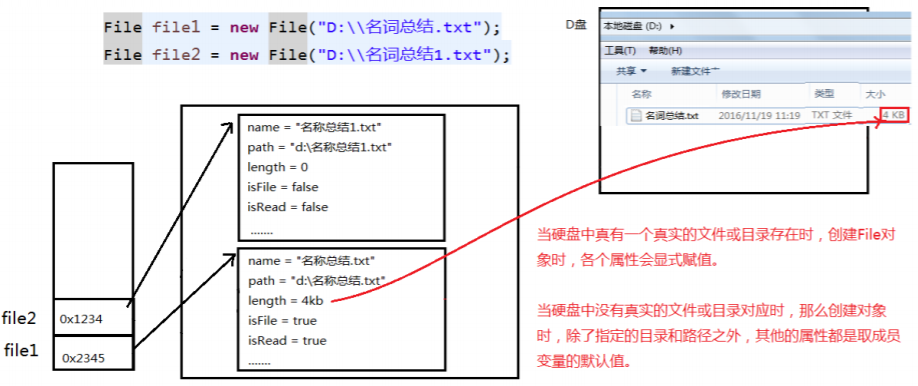 File file1 = new File("D:\\名词总结.txt");
File file2 = new File("D:\\名词总结1.txt");
D盘
本地磁盘 (D:)
工具(T) 帮助(H)
共享 新建文件
名称 修改日期 类型 大小
名词总结.txt 2016/11/19 11:19 TXT 文件 4 KB
name = "名称总结1.txt"
path = "d:\名称总结1.txt"
length = 0
isFile = false
isRead = false
.......
name = "名称总结.txt"
path = "d:\名称总结.txt"
length = 4kb
isFile = true
isRead = true
.......
file2 0x1234
file1 0x2345
当硬盘中真有一个真实的文件或目录存在时，创建File对
象时，各个属性会显式赋值。
当硬盘中没有真实的文件或目录对应时，那么创建对象
时，除了指定的目录和路径之外，其他的属性都是取成员
变量的默认值。